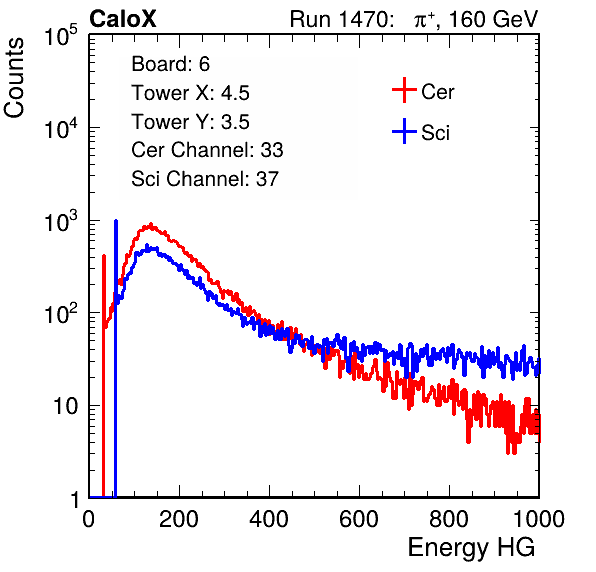 CaloX Run 1470: π⁺, 160 GeV
Counts
10⁵
10⁴
10³
10²
10
1
Board: 6
Tower X: 4.5
Tower Y: 3.5
Cer Channel: 33
Sci Channel: 37
Cer
Sci
0 200 400 600 800 1000
Energy HG